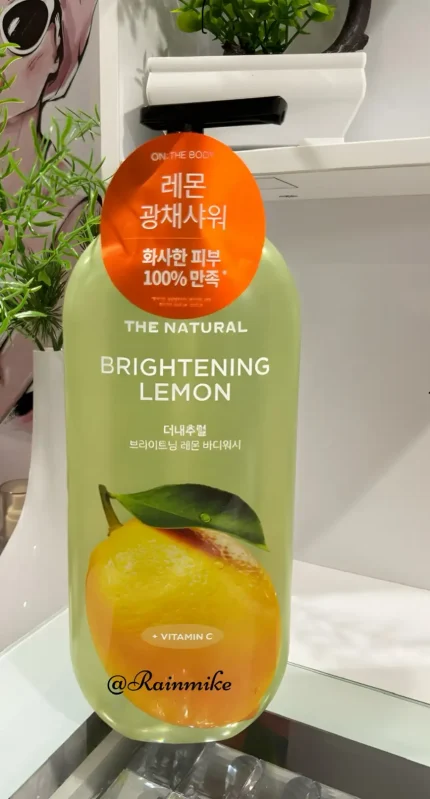 ON: THE BODY
레몬
광채샤워
화사한 피부
100% 만족*
THE NATURAL
BRIGHTENING
LEMON
더내추럴
브라이트닝 레몬 바디워시
+ VITAMIN C
@Rainmike